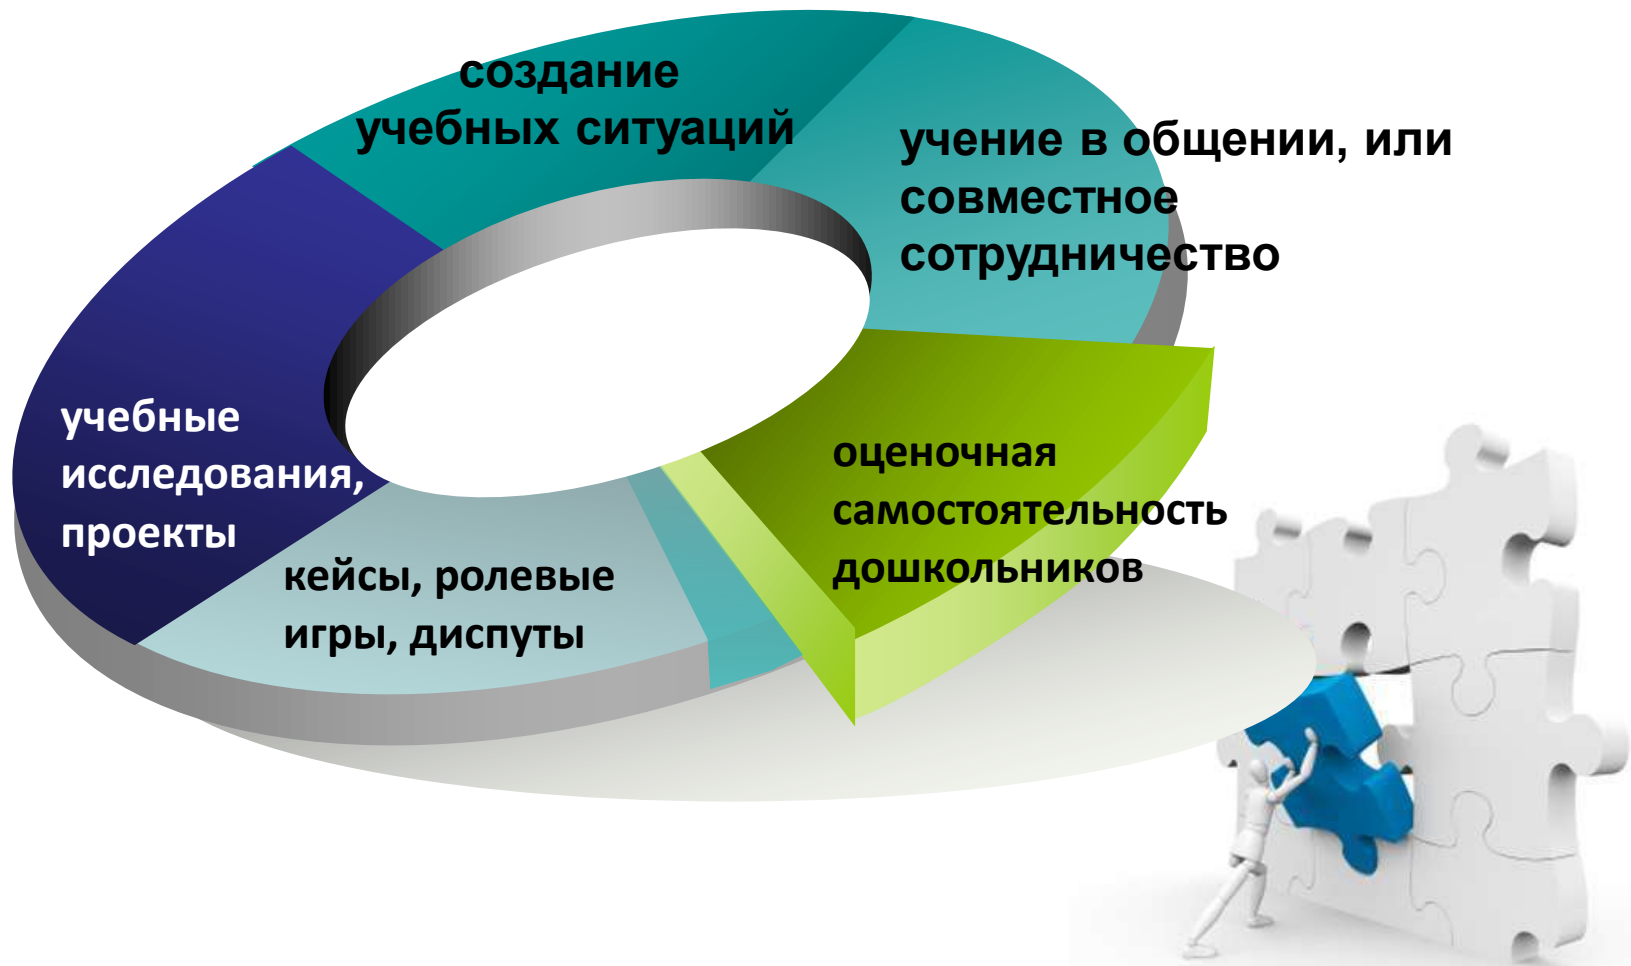 создание
учебных ситуаций
учение в общении, или
совместное
сотрудничество
учебные
исследования,
проекты
оценочная
самостоятельность
дошкольников
кейсы, ролевые
игры, диспуты